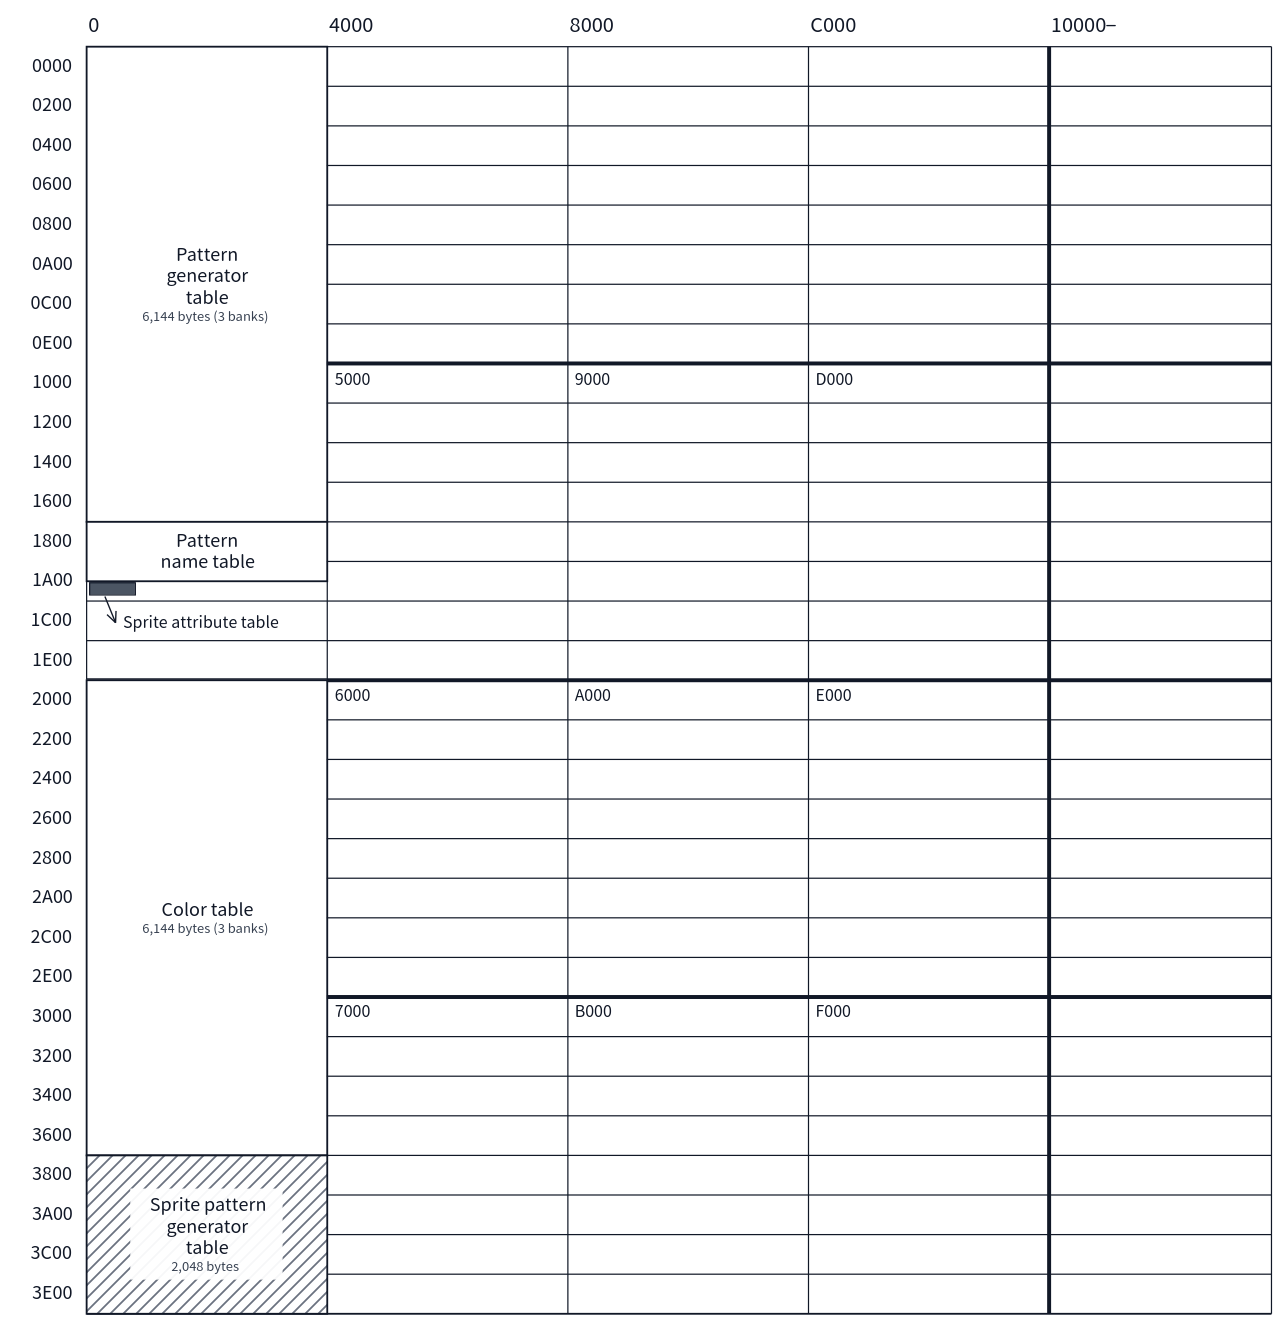 0 4000 8000 C000 10000–
0000
0200
0400
0600
0800
0A00
0C00
0E00
Pattern
generator
table
6,144 bytes (3 banks)
1000 5000 9000 D000
1200
1400
1600
1800
Pattern
name table
1A00
1C00 Sprite attribute table
1E00
2000 6000 A000 E000
2200
2400
2600
2800
2A00
2C00
2E00
Color table
6,144 bytes (3 banks)
3000 7000 B000 F000
3200
3400
3600
3800
3A00
3C00
3E00
Sprite pattern
generator
table
2,048 bytes